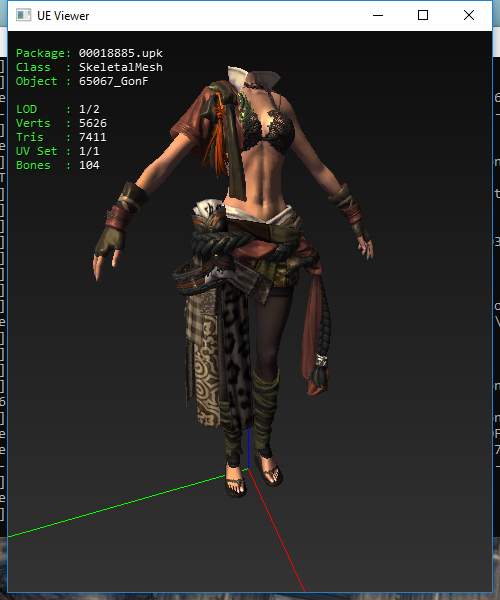 UE Viewer
Package: 00018885.upk
Class : SkeletalMesh
Object : 65067_GonF
LOD : 1/2
Verts : 5626
Tris : 7411
UV Set : 1/1
Bones : 104